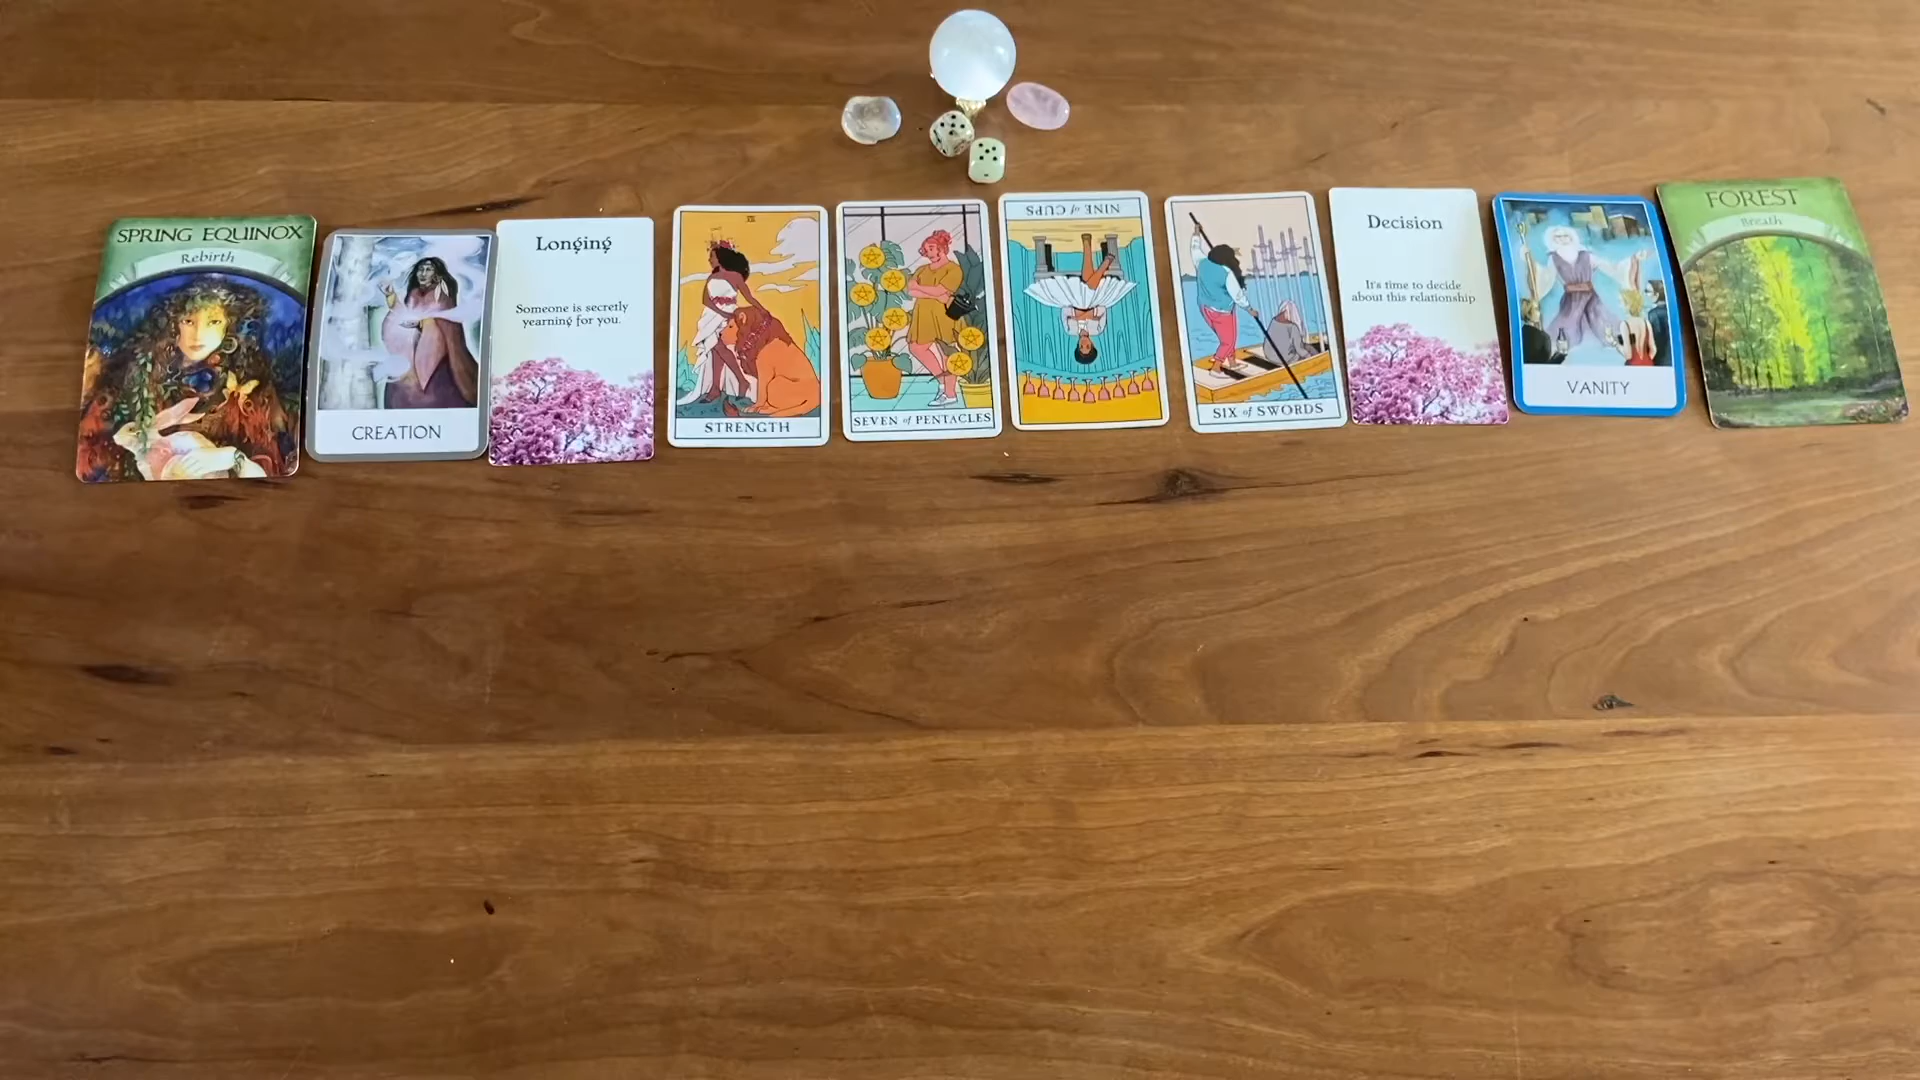 SPRING EQUINOX
Rebirth
CREATION
Longing
Someone is secretly
yearning for you.
STRENGTH
SEVEN of PENTACLES
NINE of CUPS
SIX of SWORDS
Decision
It's time to decide
about this relationship
VANITY
FOREST
Breath